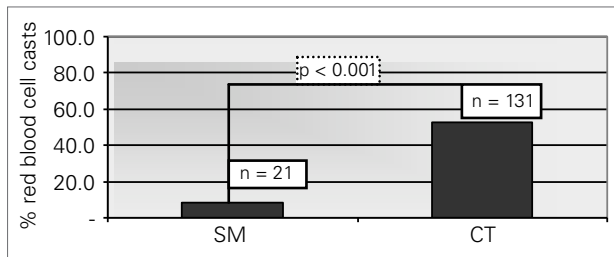 % red blood cell casts
100.0
80.0
60.0
40.0
20.0
-
p < 0.001
n = 131
n = 21
SM
CT